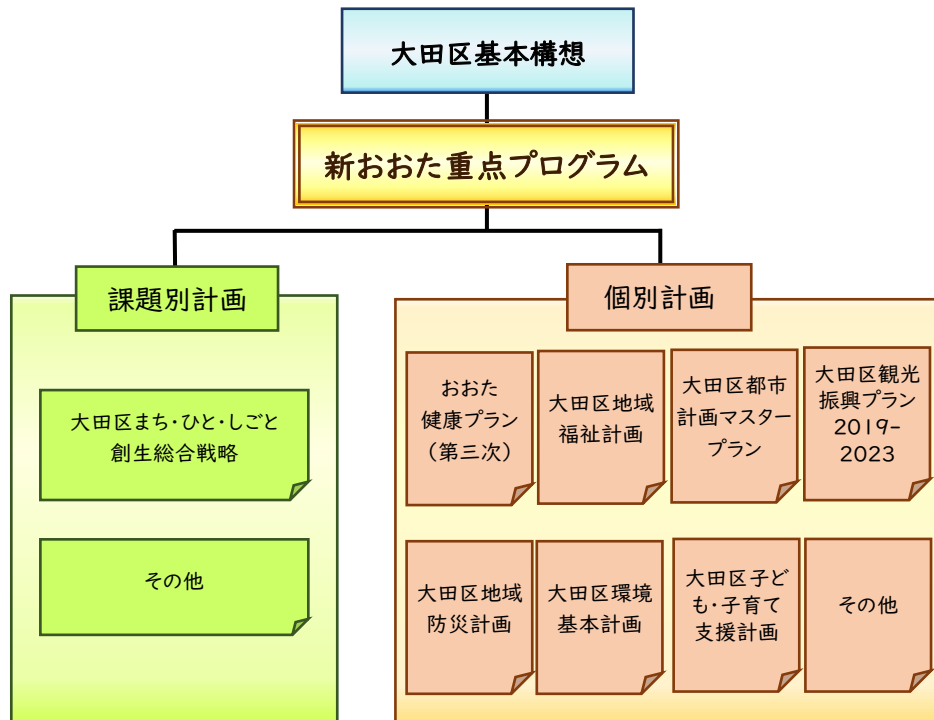 大田区基本構想
新おおた重点プログラム
課題別計画
大田区まち・ひと・しごと
創生総合戦略
その他
個別計画
おおた
健康プラン
（第三次）
大田区地域
福祉計画
大田区都市
計画マスター
プラン
大田区観光
振興プラン
2019-
2023
大田区地域
防災計画
大田区環境
基本計画
大田区子ど
も・子育て
支援計画
その他